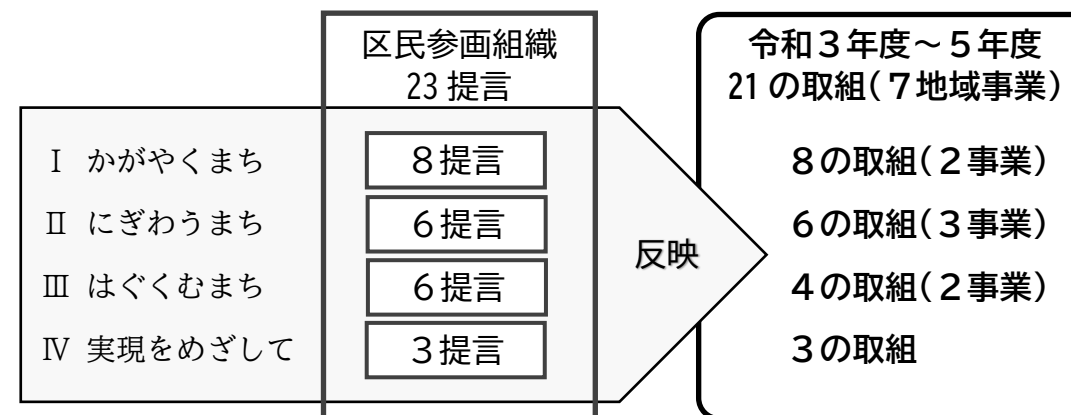 区民参画組織
23提言
令和3年度~5年度
21の取組(7地域事業)
Ⅰ かがやくまち
8提言
8の取組(2事業)
Ⅱ にぎわうまち
6提言
6の取組(3事業)
反映
Ⅲ はぐくむまち
6提言
4の取組(2事業)
Ⅳ 実現をめざして
3提言
3の取組